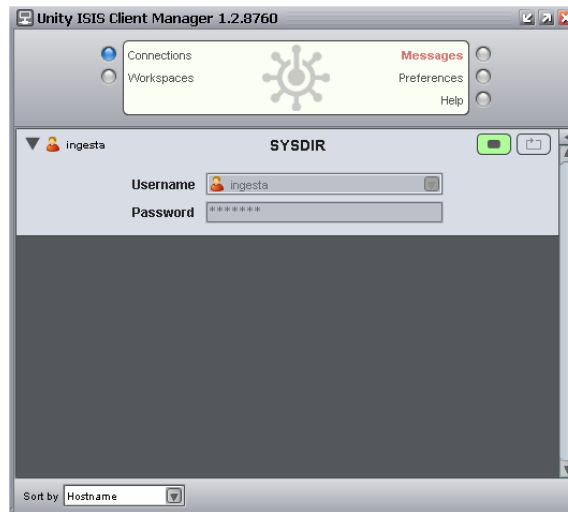 Unity ISIS Client Manager 1.2.8760
Connections Messages
Workspaces Preferences
Help
ingesta SYSDIR
Username ingesta
Password *******
Sort by Hostname